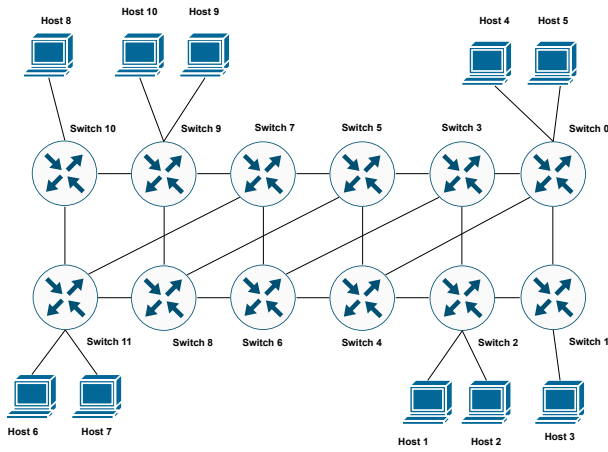 Host 8
Host 10
Host 9
Host 4
Host 5
Switch 10
Switch 9
Switch 7
Switch 5
Switch 3
Switch 0
Switch 11
Switch 8
Switch 6
Switch 4
Switch 2
Switch 1
Host 6
Host 7
Host 1
Host 2
Host 3